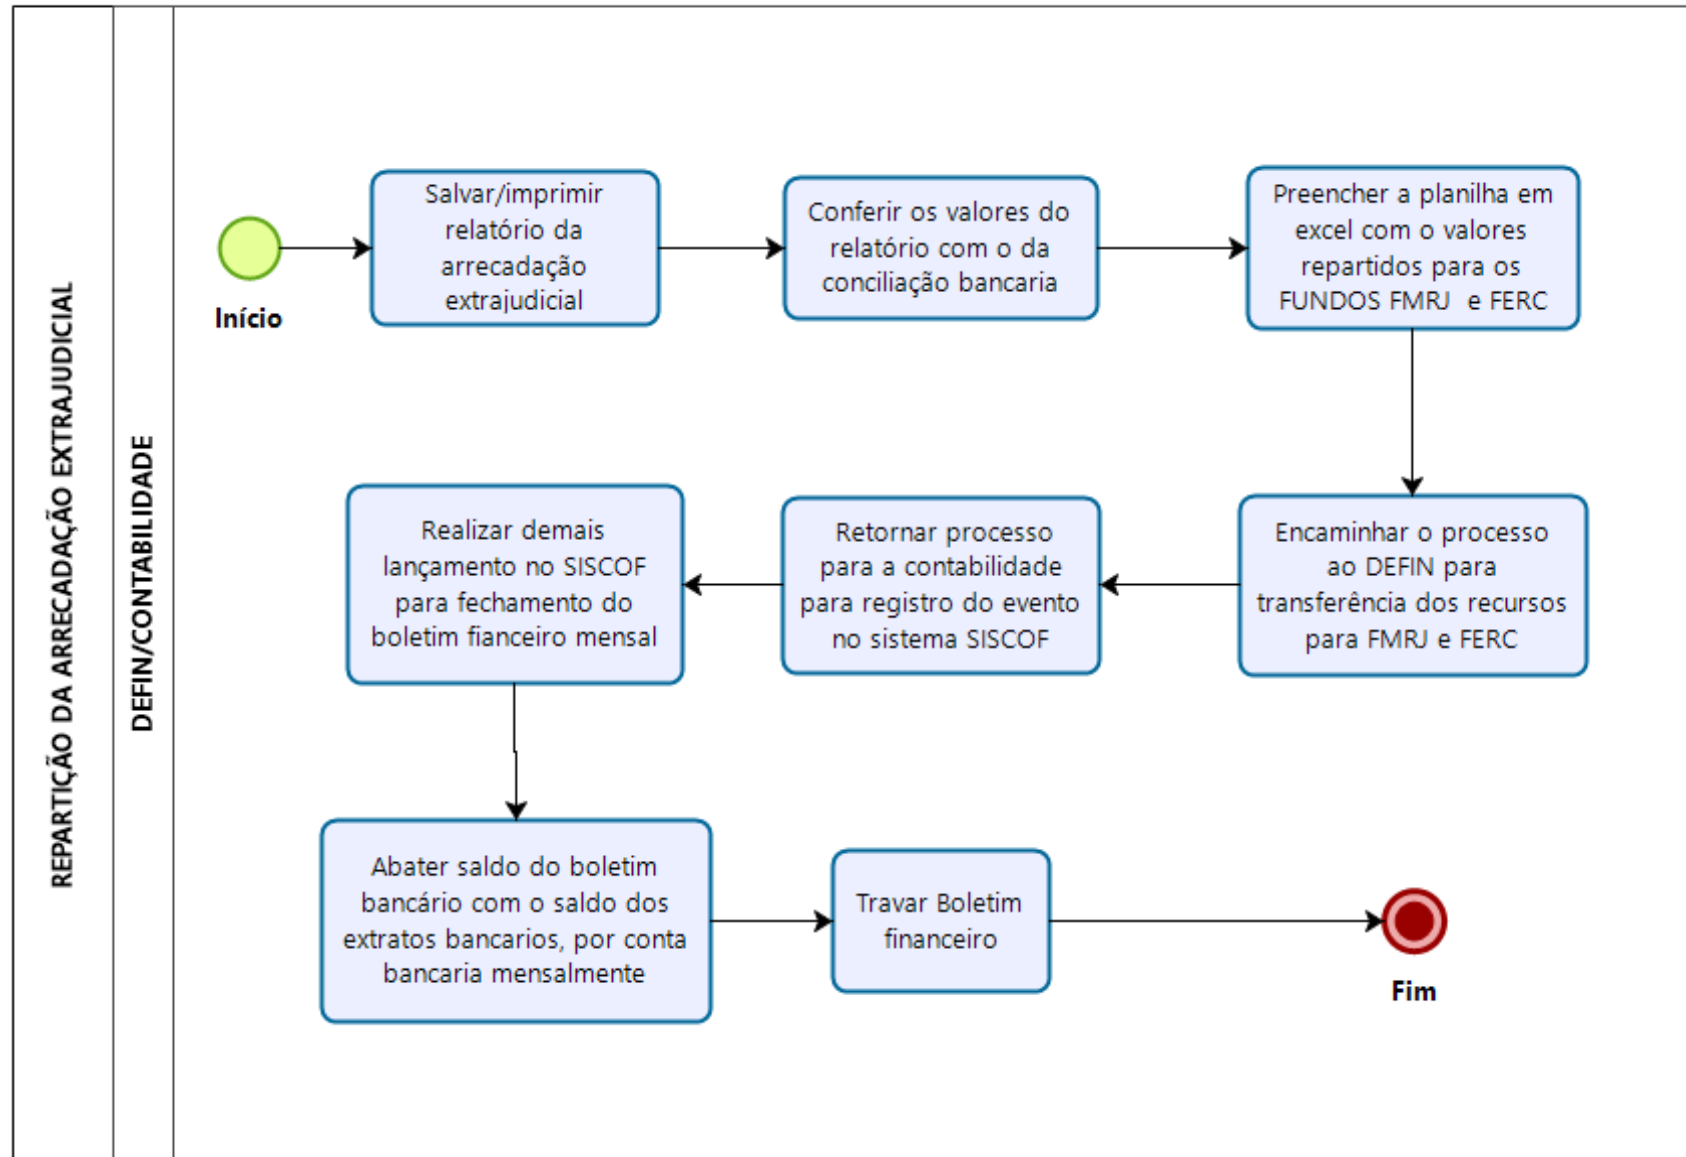 REPARTIÇÃO DA ARRECADAÇÃO EXTRAJUDICIAL
DEFIN/CONTABILIDADE
Início
Salvar/imprimir
relatório da
arrecadação
extrajudicial
Conferir os valores do
relatório com o da
conciliação bancaria
Preencher a planilha em
excel com o valores
repartidos para os
FUNDOS FMRJ e FERC
Encaminhar o processo
ao DEFIN para
transferência dos recursos
para FMRJ e FERC
Retornar processo
para a contabilidade
para registro do evento
no sistema SISCOF
Realizar demais
lançamento no SISCOF
para fechamento do
boletim fianceiro mensal
Abater saldo do boletim
bancário com o saldo dos
extratos bancarios, por conta
bancaria mensalmente
Travar Boletim
financeiro
Fim